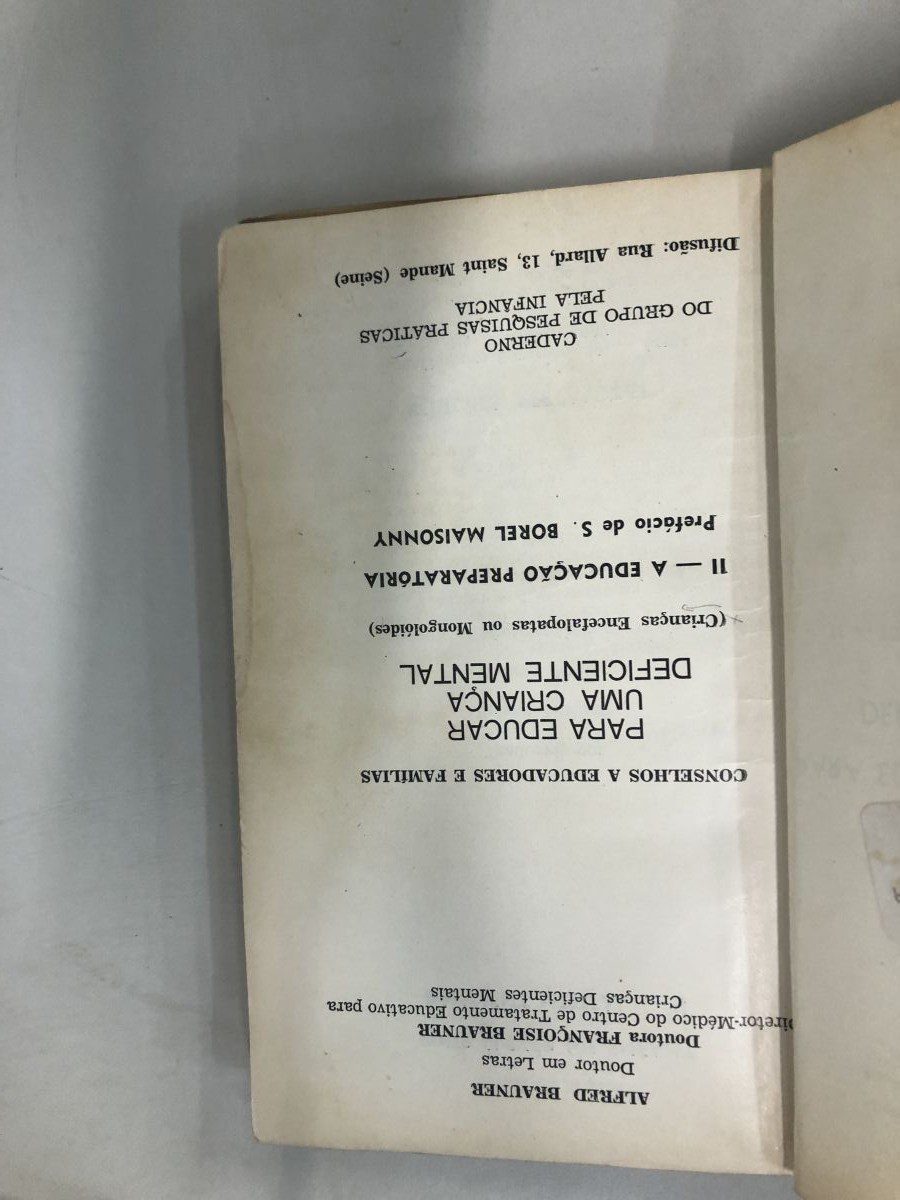 ALFRED BRAUNER
Doutor em Letras
Doutora FRANÇOISE BRAUNER
Diretor-Médico do Centro de Tratamento Educativo para
Crianças Deficientes Mentais
CONSELHOS A EDUCADORES E FAMÍLIAS
PARA EDUCAR
UMA CRIANÇA
DEFICIENTE MENTAL
(Crianças Encefalopatas ou Mongolóides)
II — A EDUCAÇÃO PREPARATÓRIA
Prefácio de S. BOREL MAISONNY
CADERNO
DO GRUPO DE PESQUISAS PRÁTICAS
PELA INFÂNCIA
Difusão: Rua Allard, 13, Saint Mande (Seine)